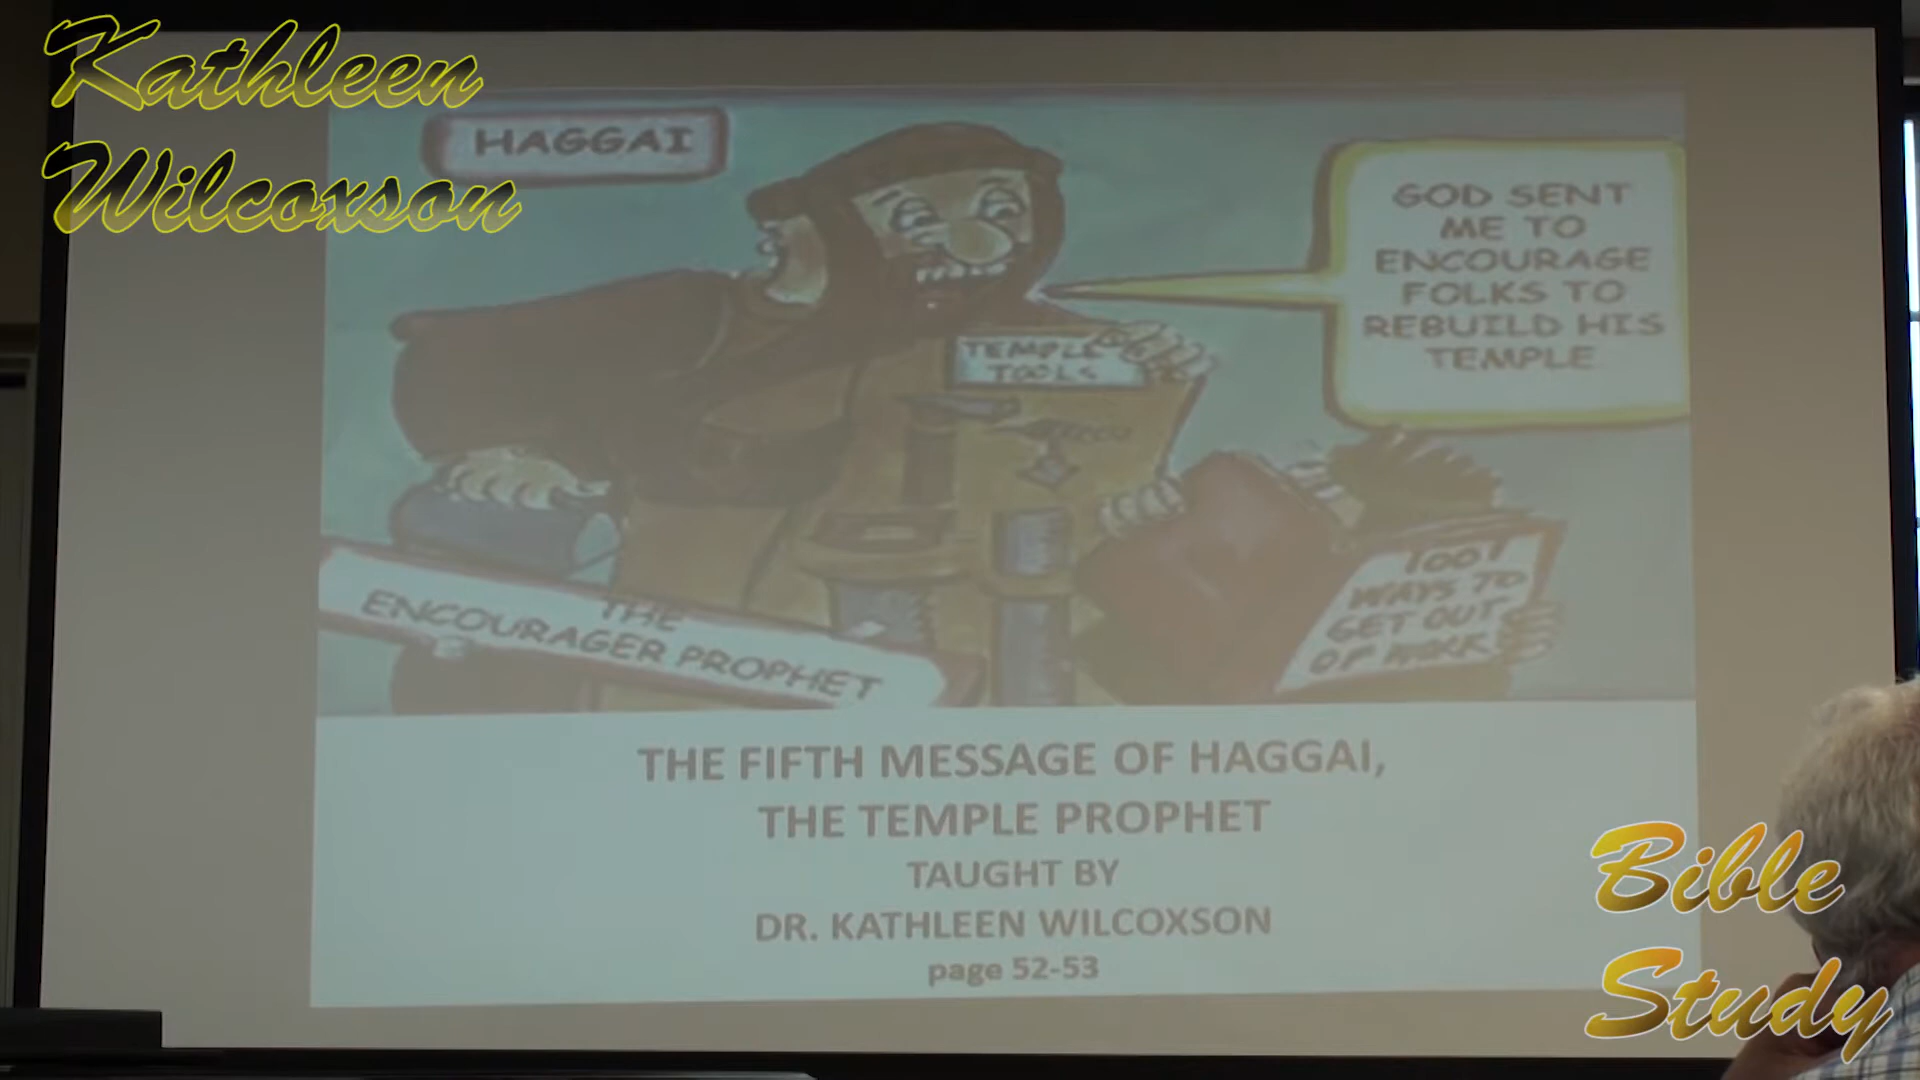 Kathleen
Wilcoxson
HAGGAI
GOD SENT
ME TO
ENCOURAGE
FOLKS TO
REBUILD HIS
TEMPLE
TEMPLE
TOOLS
1001
WAYS TO
GET OUT
OF WORK
THE
ENCOURAGER PROPHET
THE FIFTH MESSAGE OF HAGGAI,
THE TEMPLE PROPHET
TAUGHT BY
DR. KATHLEEN WILCOXSON
page 52-53
Bible
Study